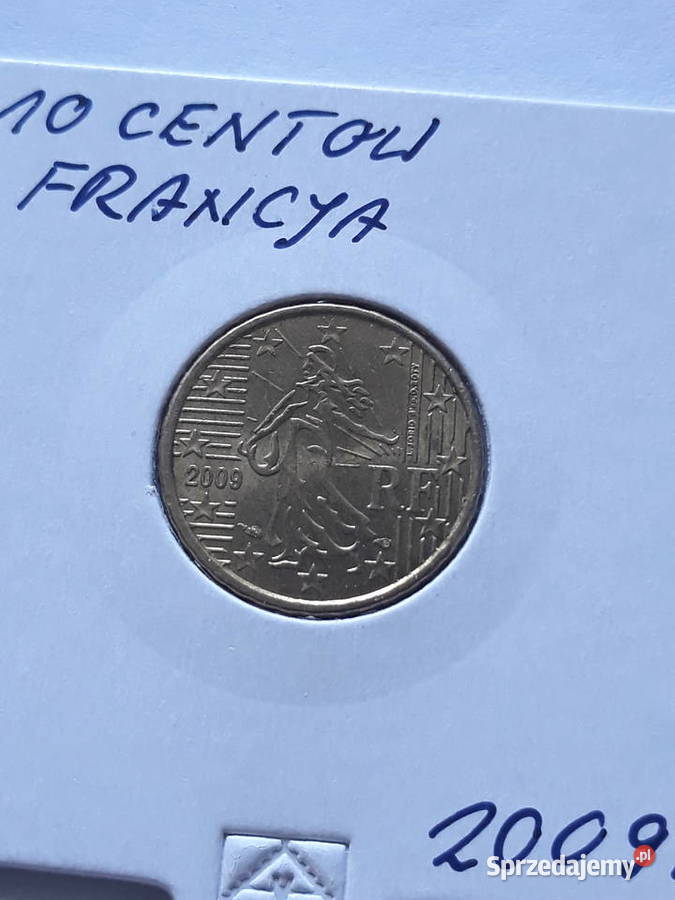 10 CENTOW
FRANCJA
2009
RF
2009
Sprzedajemy.pl